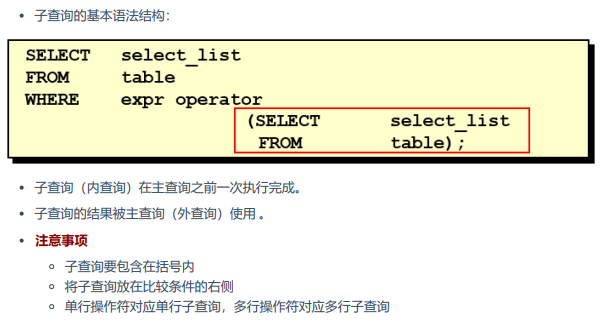 子查询的基本语法结构：
SELECT select_list
FROM table
WHERE expr operator
(SELECT select_list
FROM table);
子查询（内查询）在主查询之前一次执行完成。
子查询的结果被主查询（外查询）使用 。
注意事项
子查询要包含在括号内
将子查询放在比较条件的右侧
单行操作符对应单行子查询，多行操作符对应多行子查询